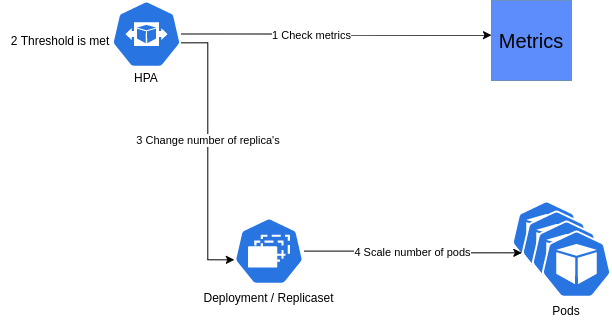 1 Check metrics
Metrics
2 Threshold is met
HPA
3 Change number of replica's
4 Scale number of pods
Deployment / Replicaset
Pods